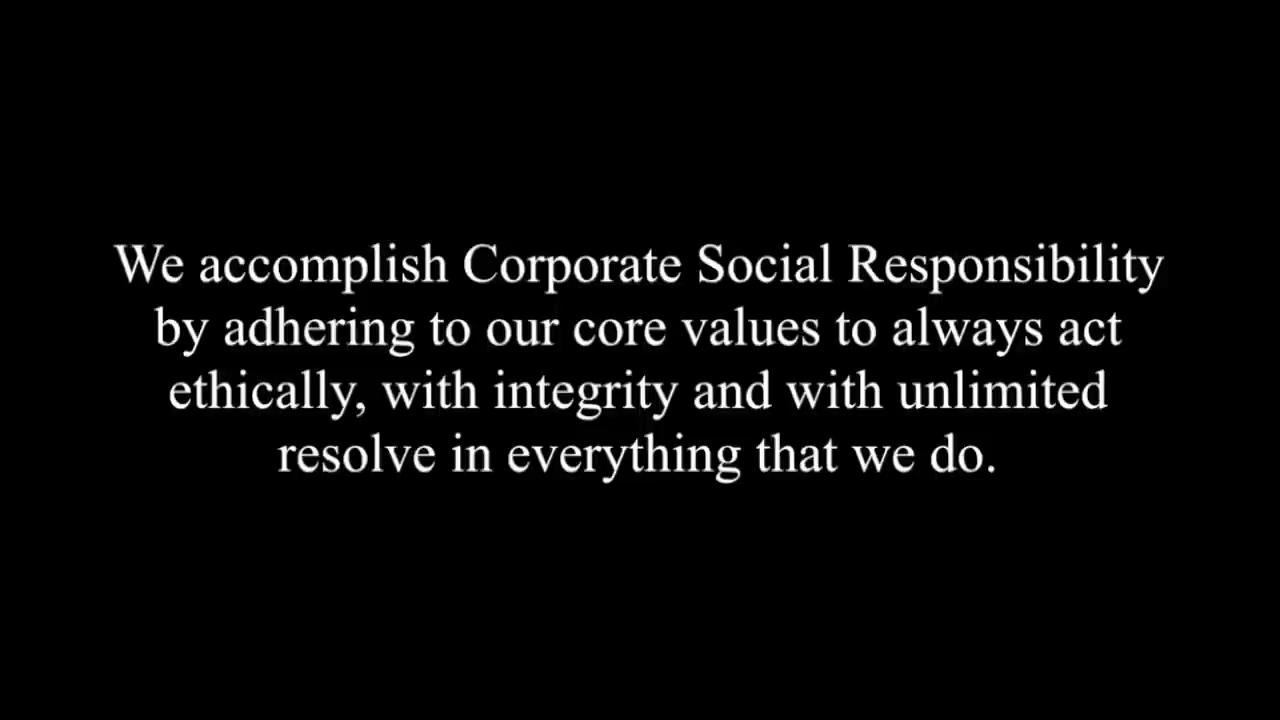 We accomplish Corporate Social Responsibility
by adhering to our core values to always act
ethically, with integrity and with unlimited
resolve in everything that we do.